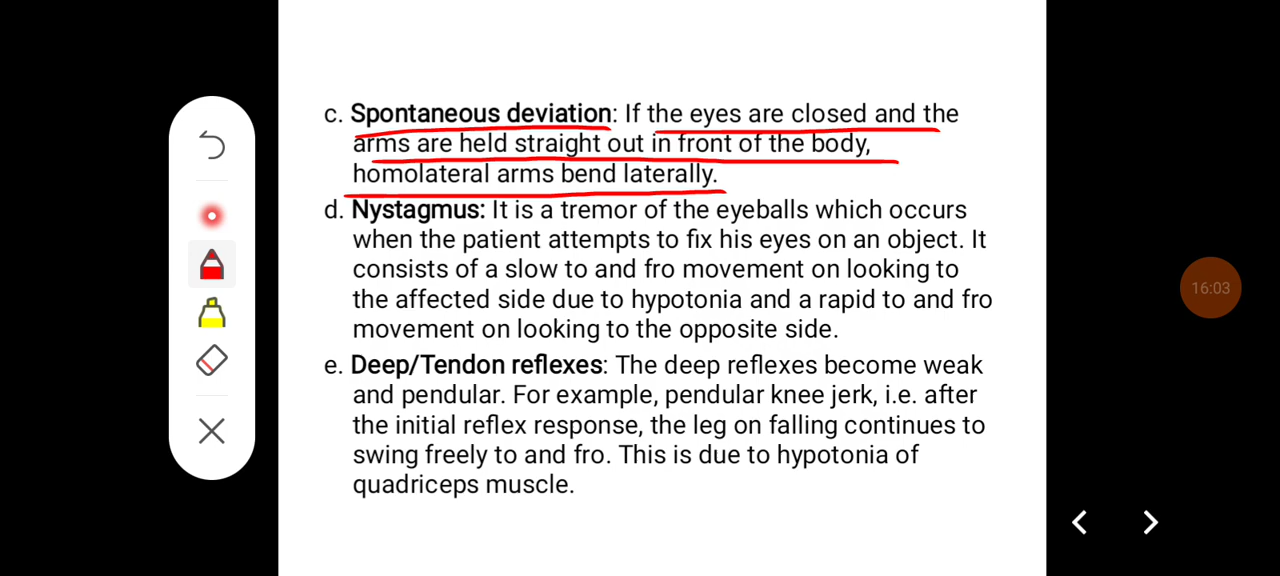 c. Spontaneous deviation: If the eyes are closed and the
arms are held straight out in front of the body,
homolateral arms bend laterally.
d. Nystagmus: It is a tremor of the eyeballs which occurs
when the patient attempts to fix his eyes on an object. It
consists of a slow to and fro movement on looking to
the affected side due to hypotonia and a rapid to and fro
movement on looking to the opposite side.
e. Deep/Tendon reflexes: The deep reflexes become weak
and pendular. For example, pendular knee jerk, i.e. after
the initial reflex response, the leg on falling continues to
swing freely to and fro. This is due to hypotonia of
quadriceps muscle.
16:03